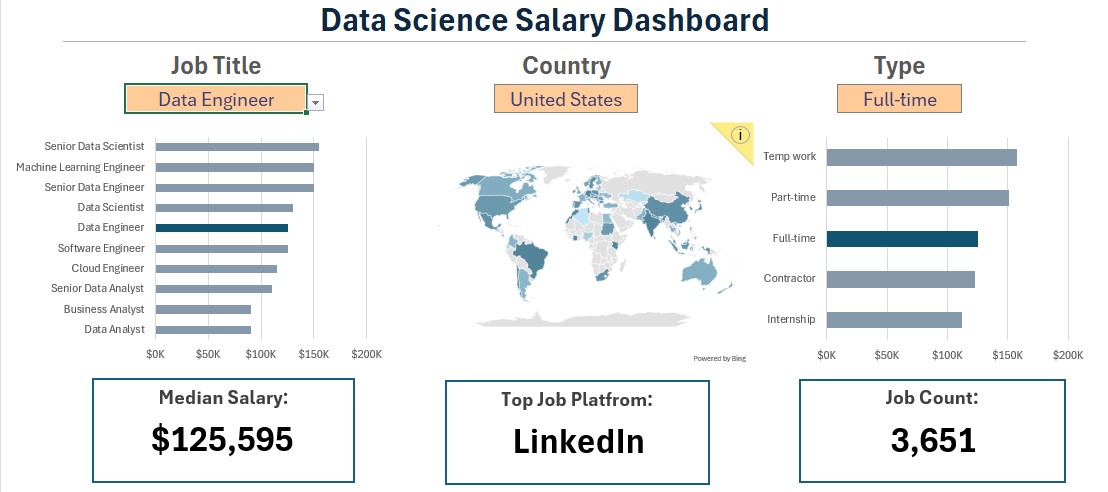 Data Science Salary Dashboard
Job Title
Country
Type
Data Engineer
United States
Full-time
Senior Data Scientist
Machine Learning Engineer
Senior Data Engineer
Data Scientist
Data Engineer
Software Engineer
Cloud Engineer
Senior Data Analyst
Business Analyst
Data Analyst
$0K $50K $100K $150K $200K
i
Powered by Bing
Temp work
Part-time
Full-time
Contractor
Internship
$0K $50K $100K $150K $200K
Median Salary:
$125,595
Top Job Platfrom:
LinkedIn
Job Count:
3,651